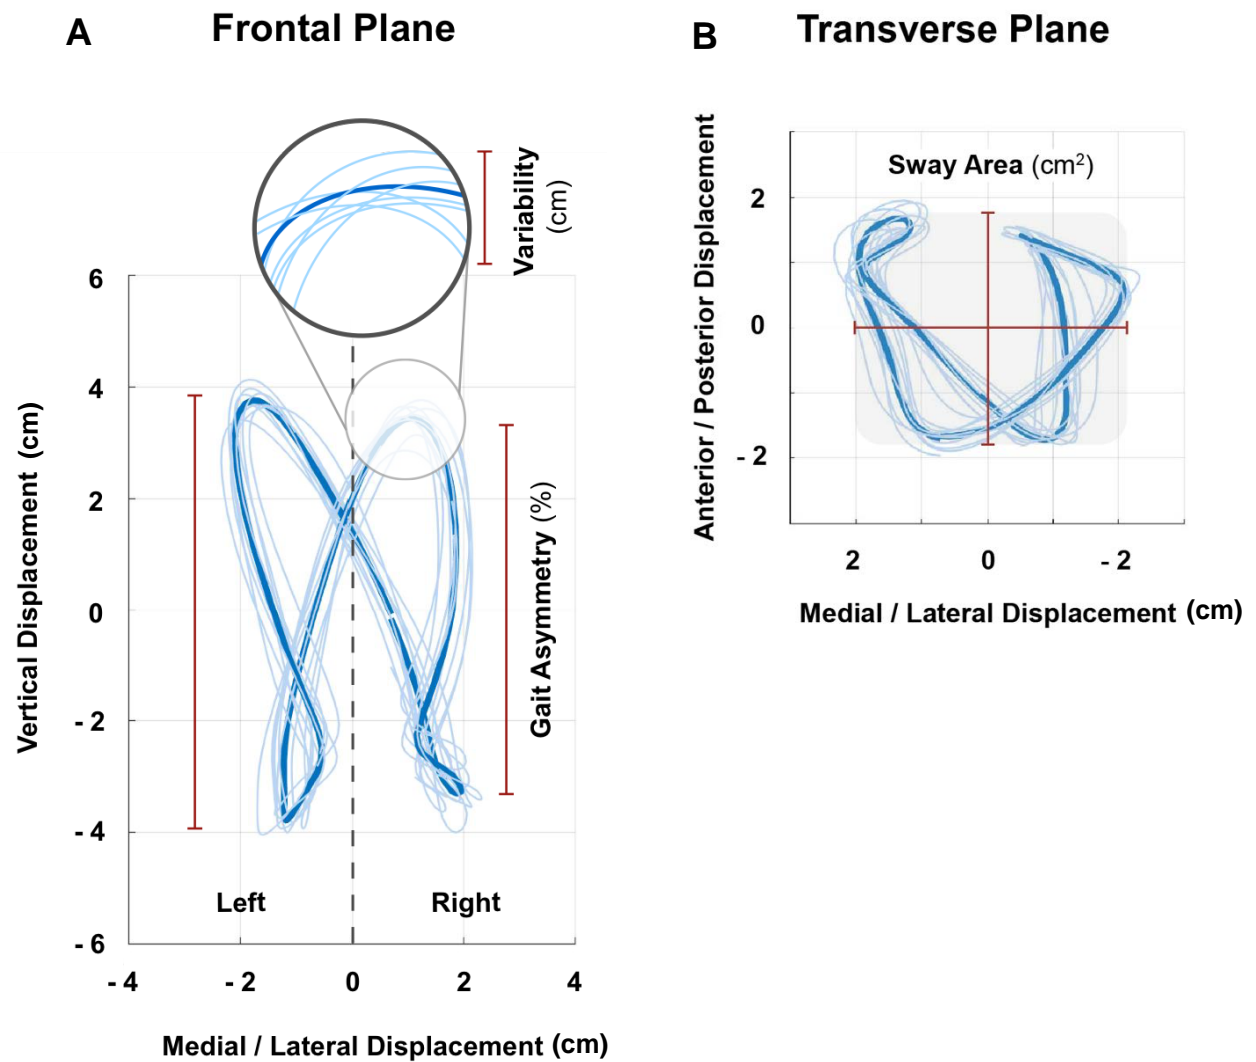 A
Frontal Plane
Variability
(cm)
6
4
2
0
- 2
- 4
- 6
Vertical Displacement (cm)
Gait Asymmetry (%)
Left
Right
- 4
- 2
0
2
4
Medial / Lateral Displacement (cm)
B
Transverse Plane
Sway Area (cm²)
Anterior / Posterior Displacement
2
0
- 2
2
0
- 2
Medial / Lateral Displacement (cm)